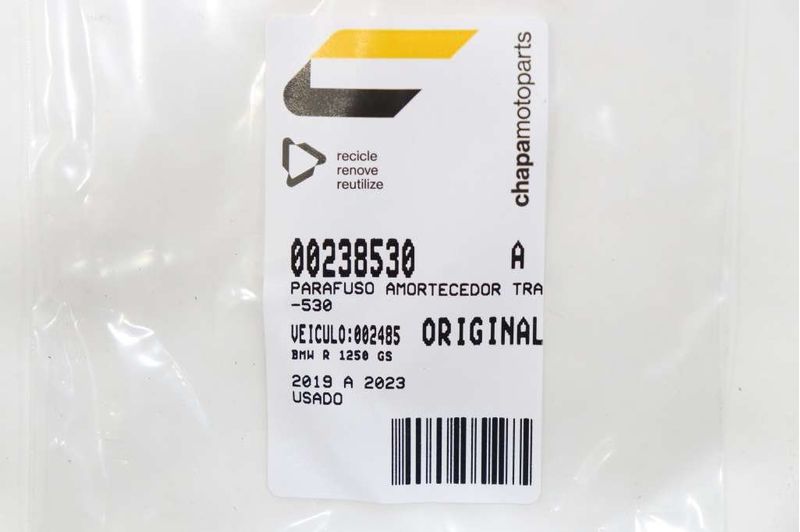 chapamotoparts
recicle
renove
reutilize
00238530 A
PARAFUSO AMORTECEDOR TRA
-530
VEICULO:002485 ORIGINAL
BMW R 1250 GS
2019 A 2023
USADO